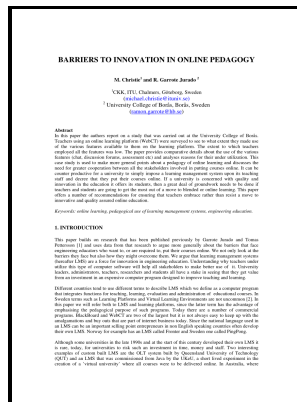 BARRIERS TO INNOVATION IN ONLINE PEDAGOGY
M. Christie¹ and R. Garrote Jurado ²
¹CKK, ITU, Chalmers, Göteborg, Sweden
(michael.christie@immv.se)
² University College of Borås, Borås, Sweden
(ramon.garrote@hb.se)
Abstract
In this paper the authors report on a study that was carried out at the University College of Borås.
Teachers using an online learning platform (WebCT) were surveyed to see to what extent they made use
of the various features available to them on the learning platform. The extent to which teachers
employed all the features was low. The paper provides comparative details about the use of the various
features (chat, discussion forums, assessment etc) and analyses reasons for their under utilization. This
case study is used to make more general points about a pedagogy of online learning and discusses the
need for greater cooperation between all the stakeholders involved in putting courses online. It can be
counter productive for a university to simply impose a learning management system upon its teaching
staff and decree that they put their courses online. If a university is concerned with quality and
innovation in the education it offers its students, then a great deal of groundwork needs to be done if
teachers and students are going to get the most out of a move to blended or online learning. This paper
offers a number of recommendations for ensuring that teachers embrace rather than resist a move to
innovative and quality assured online education.
Keywords: online learning, pedagogical use of learning management systems, engineering education.
1. INTRODUCTION
This paper builds on research that has been published previously by Garrote Jurado and Tomas
Pettersson [1] and uses data from that research to argue more generally about the barriers that face
engineering educators who want to, or are required to, put their courses online. We not only look at the
barriers they face but also how they might overcome them. We argue that learning management systems
(hereafter LMS) are a force for innovation in engineering education. Understanding why teachers under
utilise this type of computer software will help all stakeholders to make better use of it. University
leaders, administrators, teachers, researchers and students all have a stake in seeing that they get value
from an investment in an expensive computer program designed to improve teaching and learning.
Different countries tend to use different terms to describe LMS which we define as a computer program
that integrates functions for teaching, learning, evaluation and administration of educational courses. In
Sweden terms such as Learning Platforms and Virtual Learning Environments are not uncommon [2]. In
this paper we will refer both to LMS and learning platforms, since the latter term has the advantage of
emphasising the pedagogical purpose of such programs. Today there are a number of commercial
programs. BlackBoard and WebCT are two of the largest but it is not always easy to keep up with the
amalgamations and buy outs that are part of internet business today. Since the national language used in
an LMS can be an important selling point entrepreneurs in non English speaking countries often develop
their own LMS. Norway for example has an LMS called Fronter and Sweden one called PingPong.
Although some universities in the late 1990s and at the start of this century developed their own LMS it
is rare, today, for universities to risk such an investment in time, money and staff. Two interesting
examples of custom built LMS are the OLT system built by Queensland University of Technology
(QUT) and an LMS that was commissioned from Java by the UKeU, a short lived experiment in the
creation of a 'virtual university' where all courses were to be delivered online. In Australia, where